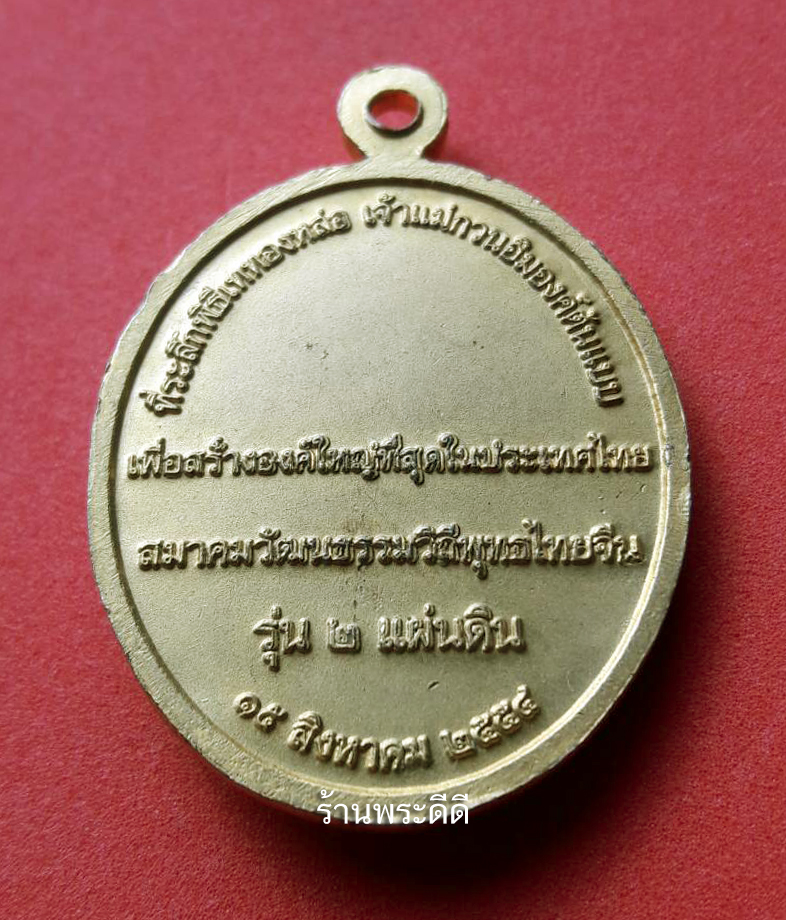 ที่ระลึกพิธีเททองหล่อ เจ้าแม่กวนอิมองค์ต้นแบบ
เพื่อสร้างองค์ใหญ่ที่สุดในประเทศไทย
สมาคมวัฒนธรรมวิถีพุทธไทยจีน
รุ่น ๒ แผ่นดิน
๑๕ สิงหาคม ๒๕๕๔
ร้านพระดีดี